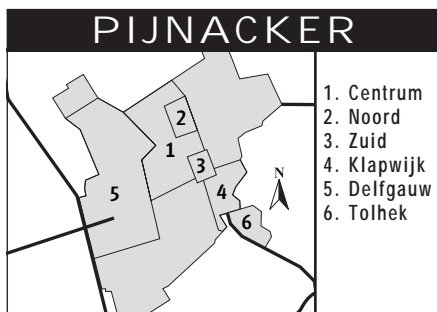 PIJNACKER
1. Centrum
2. Noord
3. Zuid
4. Klapwijk
5. Delfgauw
6. Tolhek
2
1
3
N
5
4
6